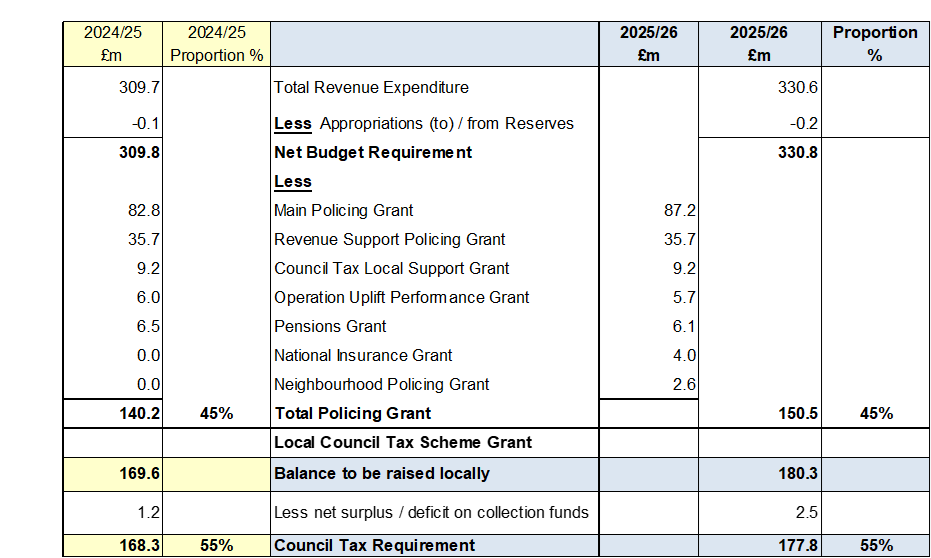 2024/25 2024/25 2025/26 2025/26 Proportion
£m Proportion % £m £m %
309.7 Total Revenue Expenditure 330.6
-0.1 Less Appropriations (to) / from Reserves -0.2
309.8 Net Budget Requirement 330.8
Less
82.8 Main Policing Grant 87.2
35.7 Revenue Support Policing Grant 35.7
9.2 Council Tax Local Support Grant 9.2
6.0 Operation Uplift Performance Grant 5.7
6.5 Pensions Grant 6.1
0.0 National Insurance Grant 4.0
0.0 Neighbourhood Policing Grant 2.6
140.2 45% Total Policing Grant 150.5 45%
Local Council Tax Scheme Grant
169.6 Balance to be raised locally 180.3
1.2 Less net surplus / deficit on collection funds 2.5
168.3 55% Council Tax Requirement 177.8 55%